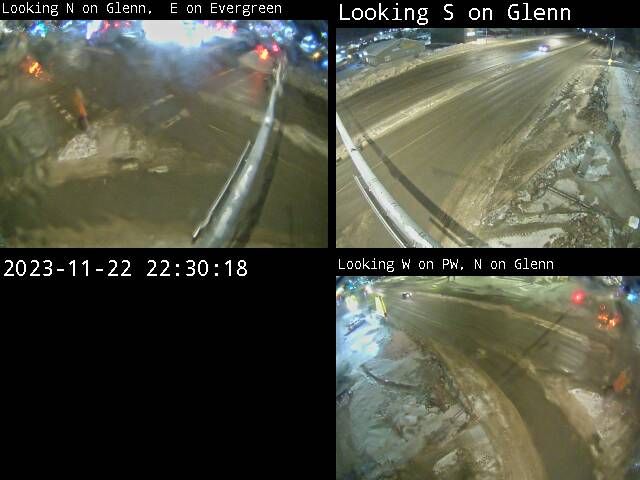 Looking N on Glenn, E on Evergreen
Looking S on Glenn
2023-11-22 22:30:18
Looking W on PW, N on Glenn